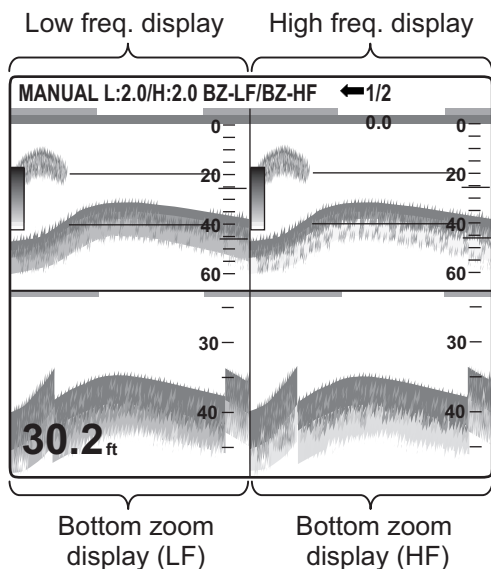 Low freq. display High freq. display
MANUAL L:2.0/H:2.0 BZ-LF/BZ-HF ⬅1/2
0 0.0 0
20 20
40 40
60 60
30 30
40 40
30.2ft
Bottom zoom display (LF)
Bottom zoom display (HF)